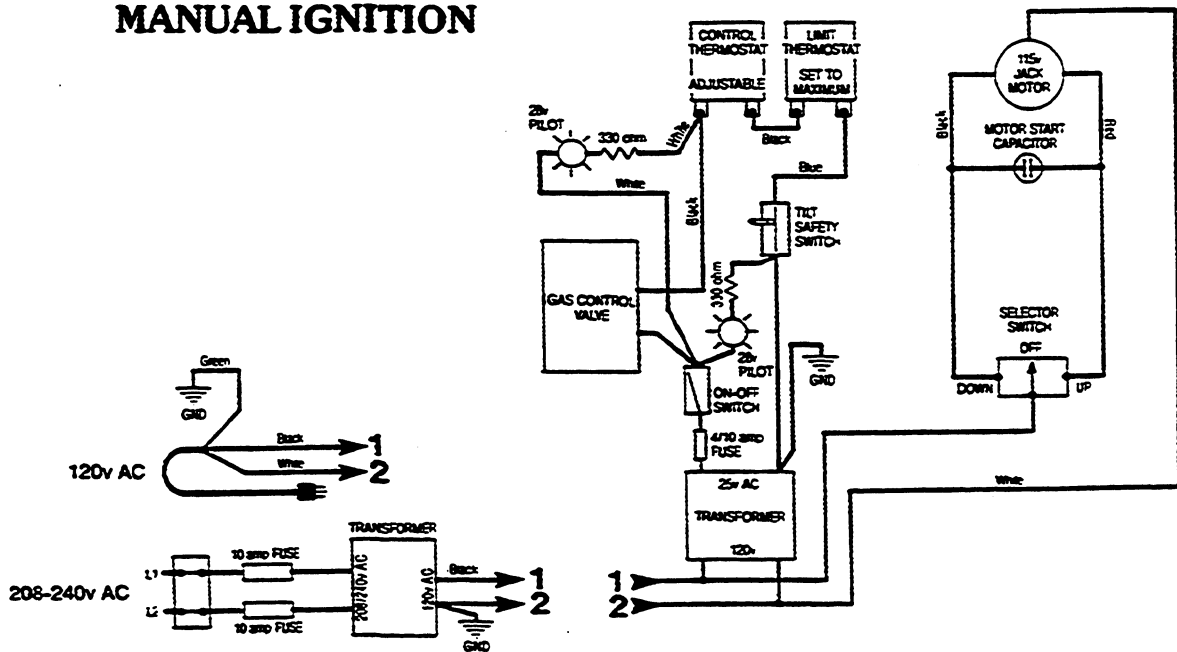 MANUAL IGNITION
CONTROL
THERMOSTAT
ADJUSTABLE
LIMIT
THERMOSTAT
SET TO
MAXIMUM
115v
JACK
MOTOR
Black
Red
MOTOR START
CAPACITOR
28v
PILOT
330 ohm
White
Black
White
Blue
Black
TILT
SAFETY
SWITCH
330 ohm
GAS CONTROL
VALVE
28v
PILOT
GND
SELECTOR
SWITCH
OFF
DOWN
UP
ON-OFF
SWITCH
4/10 amp
FUSE
Green
GND
Black
1
White
2
120v AC
25v AC
TRANSFORMER
120v
White
TRANSFORMER
10 amp FUSE
L1
208/240v AC
120v AC
Black
1
1
208-240v AC
L2
2
2
10 amp FUSE
GND